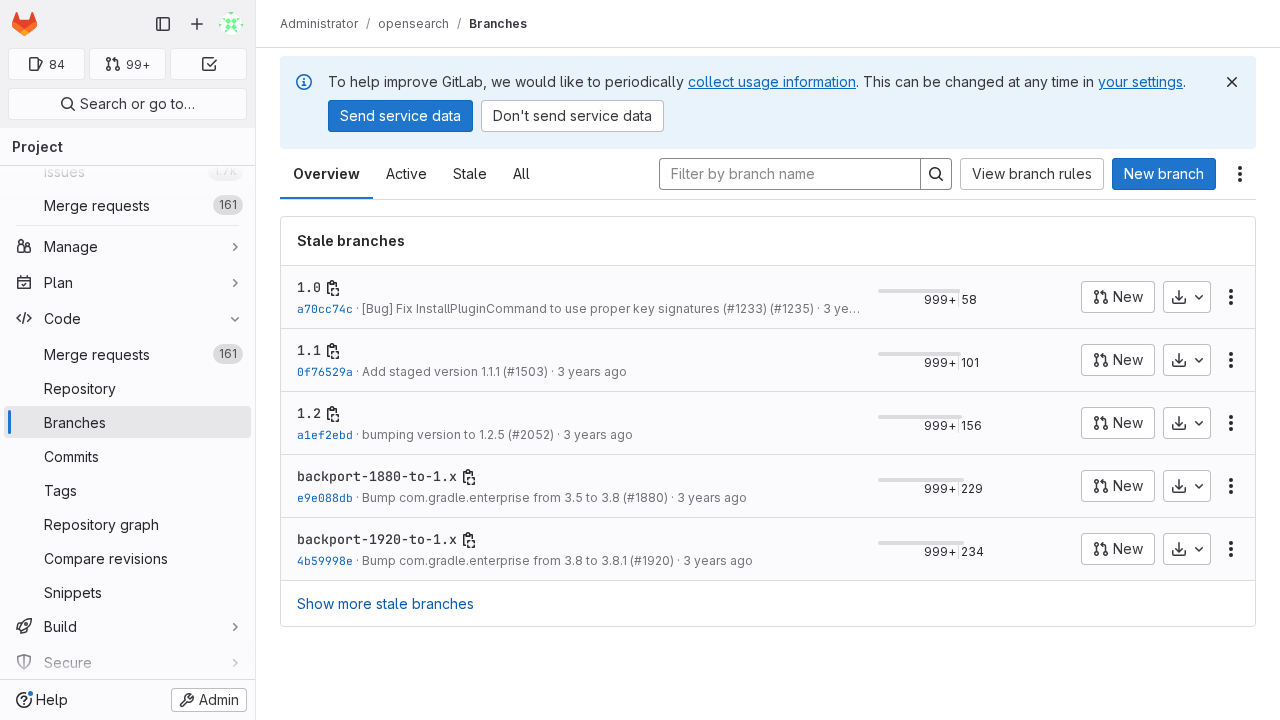 84
99+
Search or go to…
Project
Issues
1.7k
Merge requests
161
Manage
Plan
Code
Merge requests
161
Repository
Branches
Commits
Tags
Repository graph
Compare revisions
Snippets
Build
Secure
Help
Admin
Administrator / opensearch / Branches
To help improve GitLab, we would like to periodically collect usage information. This can be changed at any time in your settings.
Send service data
Don't send service data
Overview
Active
Stale
All
Filter by branch name
View branch rules
New branch
Stale branches
1.0
a70cc74c · [Bug] Fix InstallPluginCommand to use proper key signatures (#1233) (#1235) · 3 ye…
999+ 58
New
1.1
0f76529a · Add staged version 1.1.1 (#1503) · 3 years ago
999+ 101
New
1.2
a1ef2ebd · bumping version to 1.2.5 (#2052) · 3 years ago
999+ 156
New
backport-1880-to-1.x
e9e088db · Bump com.gradle.enterprise from 3.5 to 3.8 (#1880) · 3 years ago
999+ 229
New
backport-1920-to-1.x
4b59998e · Bump com.gradle.enterprise from 3.8 to 3.8.1 (#1920) · 3 years ago
999+ 234
New
Show more stale branches